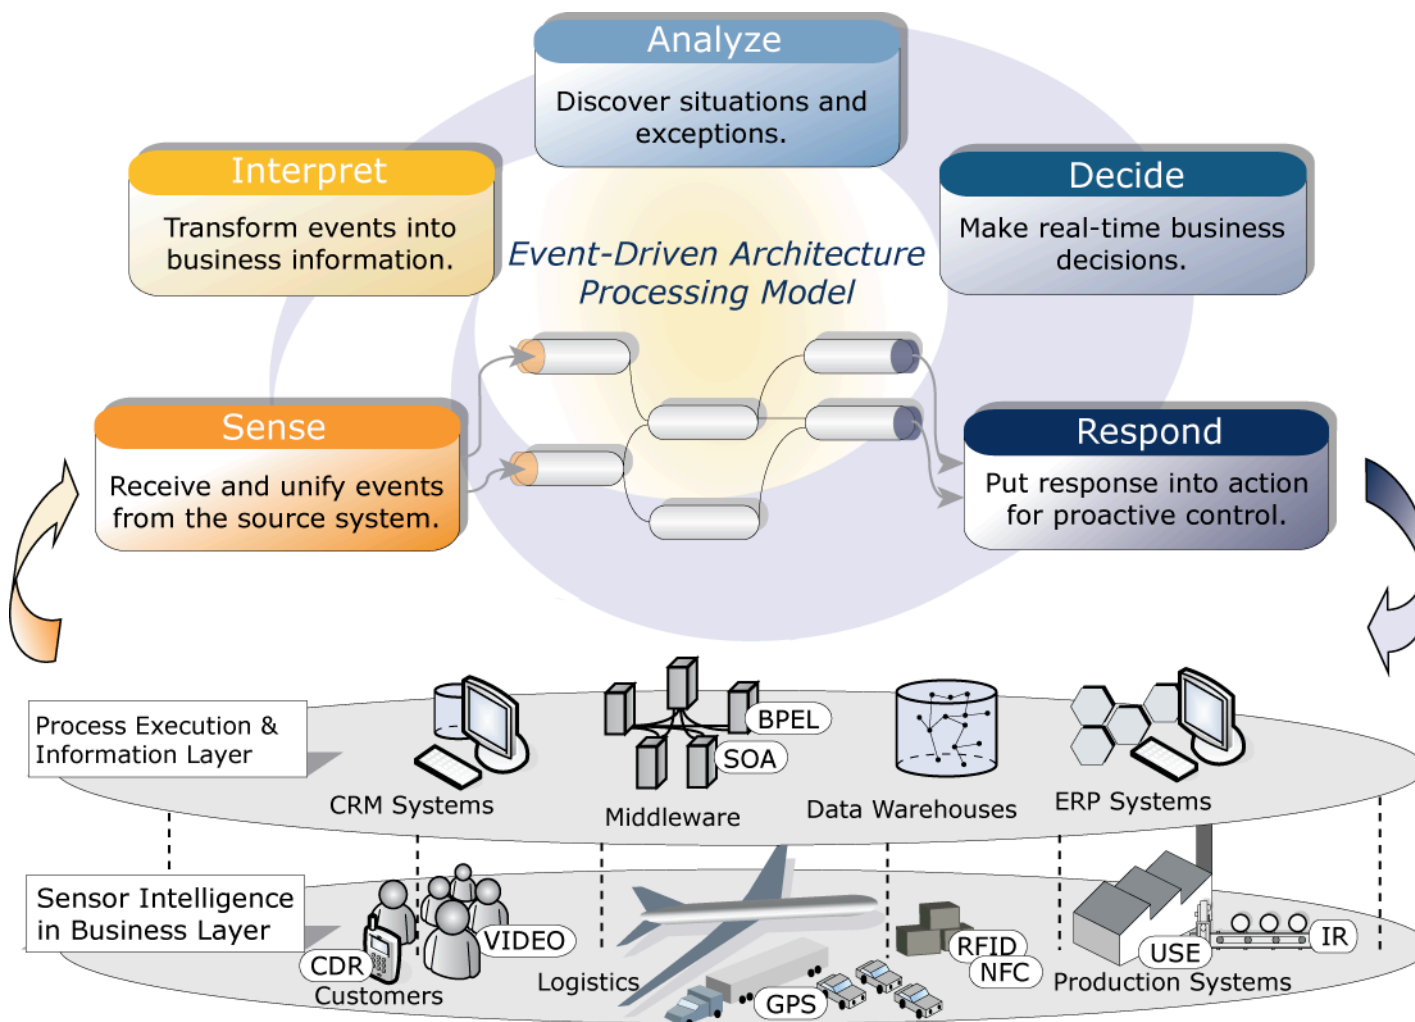 Analyze
Discover situations and
exceptions.
Interpret
Transform events into
business information.
Decide
Make real-time business
decisions.
Event-Driven Architecture
Processing Model
Sense
Receive and unify events
from the source system.
Respond
Put response into action
for proactive control.
Process Execution &
Information Layer
CRM Systems
BPEL
SOA
Middleware
Data Warehouses
ERP Systems
Sensor Intelligence
in Business Layer
CDR
VIDEO
Customers
Logistics
GPS
RFID
NFC
USE
IR
Production Systems